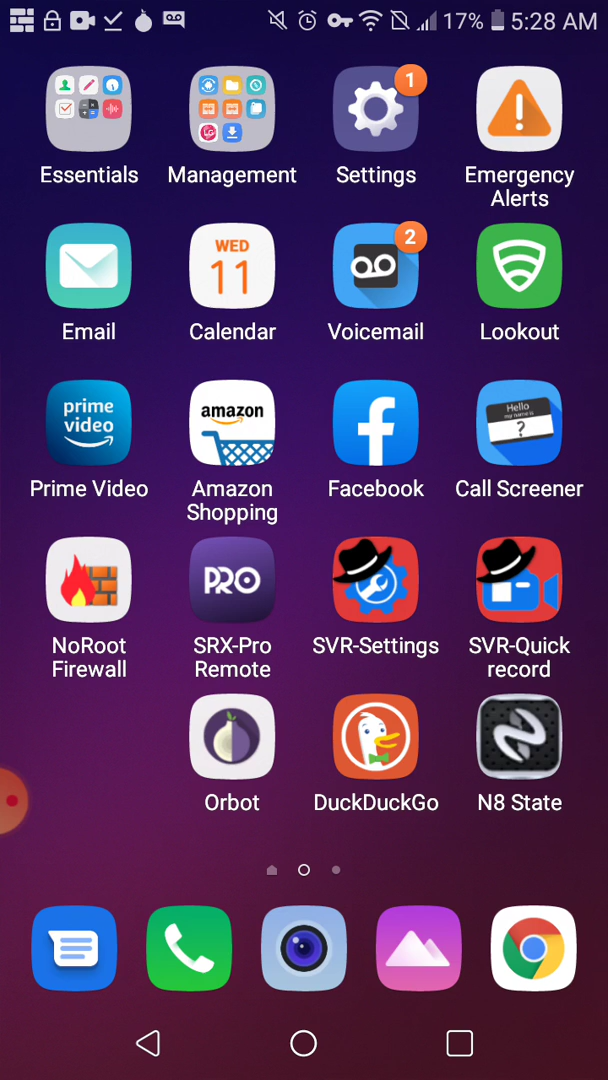 17% 5:28 AM
1
Essentials Management Settings Emergency Alerts
WED
11
2
Email Calendar Voicemail Lookout
prime video
amazon
Hello
my name is
?
Prime Video Amazon Shopping Facebook Call Screener
PRO
NoRoot Firewall SRX-Pro Remote SVR-Settings SVR-Quick record
Orbot DuckDuckGo N8 State